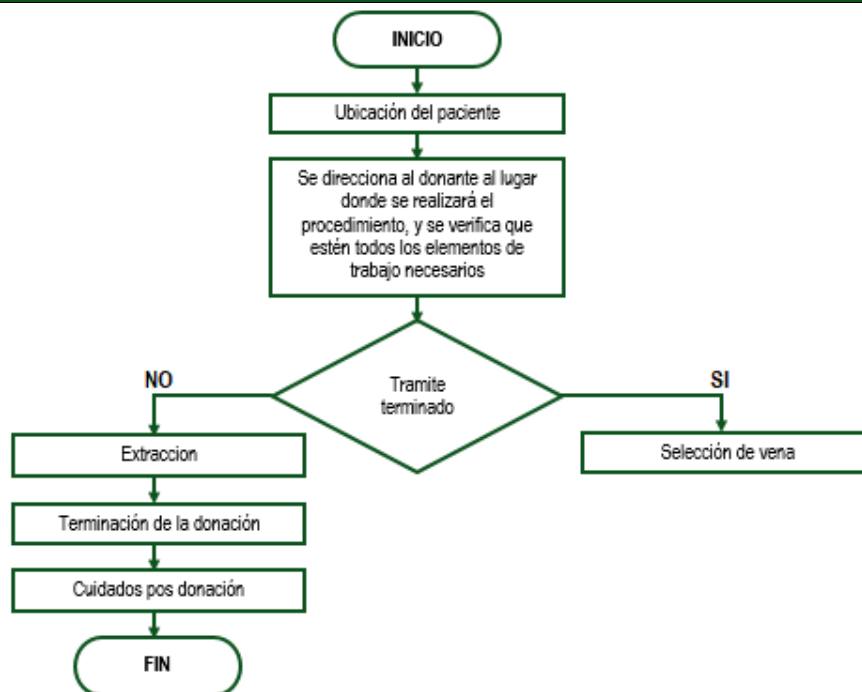 INICIO
Ubicación del paciente
Se direcciona al donante al lugar
donde se realizará el
procedimiento, y se verifica que
estén todos los elementos de
trabajo necesarios
Tramite
terminado
NO
SI
Extraccion
Selección de vena
Terminación de la donación
Cuidados pos donación
FIN